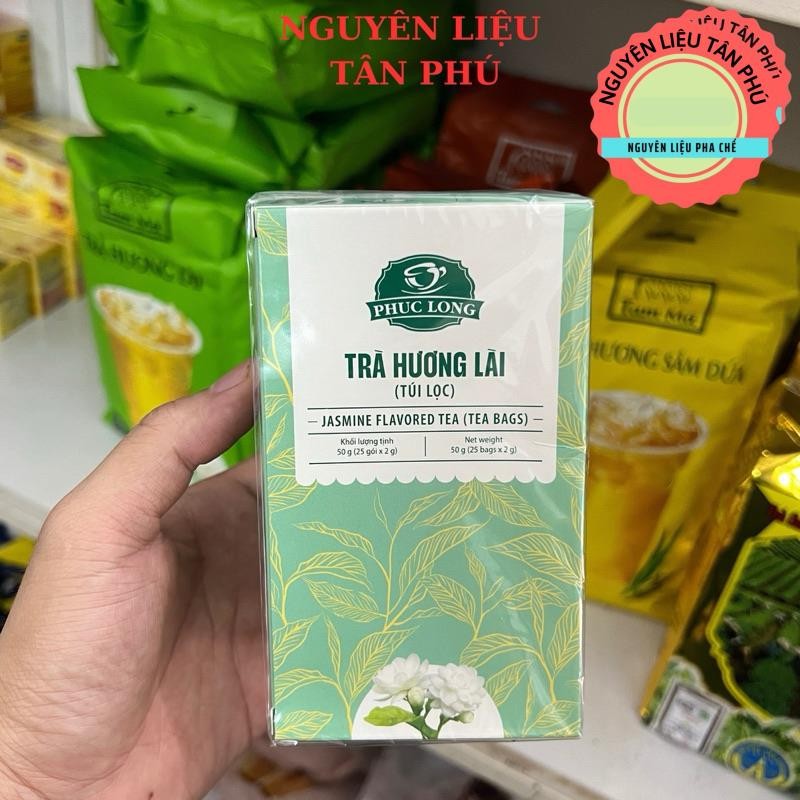 NGUYÊN LIỆU
TÂN PHÚ
NGUYÊN LIỆU TÂN PHÚ
NGUYÊN LIỆU PHA CHẾ
PHUC LONG
TRÀ HƯƠNG LÀI
(TÚI LỌC)
JASMINE FLAVORED TEA (TEA BAGS)
Khối lượng tịnh
50 g (25 gói x 2 g)
Net weight
50 g (25 bags x 2 g)
TRÀ HƯƠNG LÀI
HƯƠNG SÂM DỨA